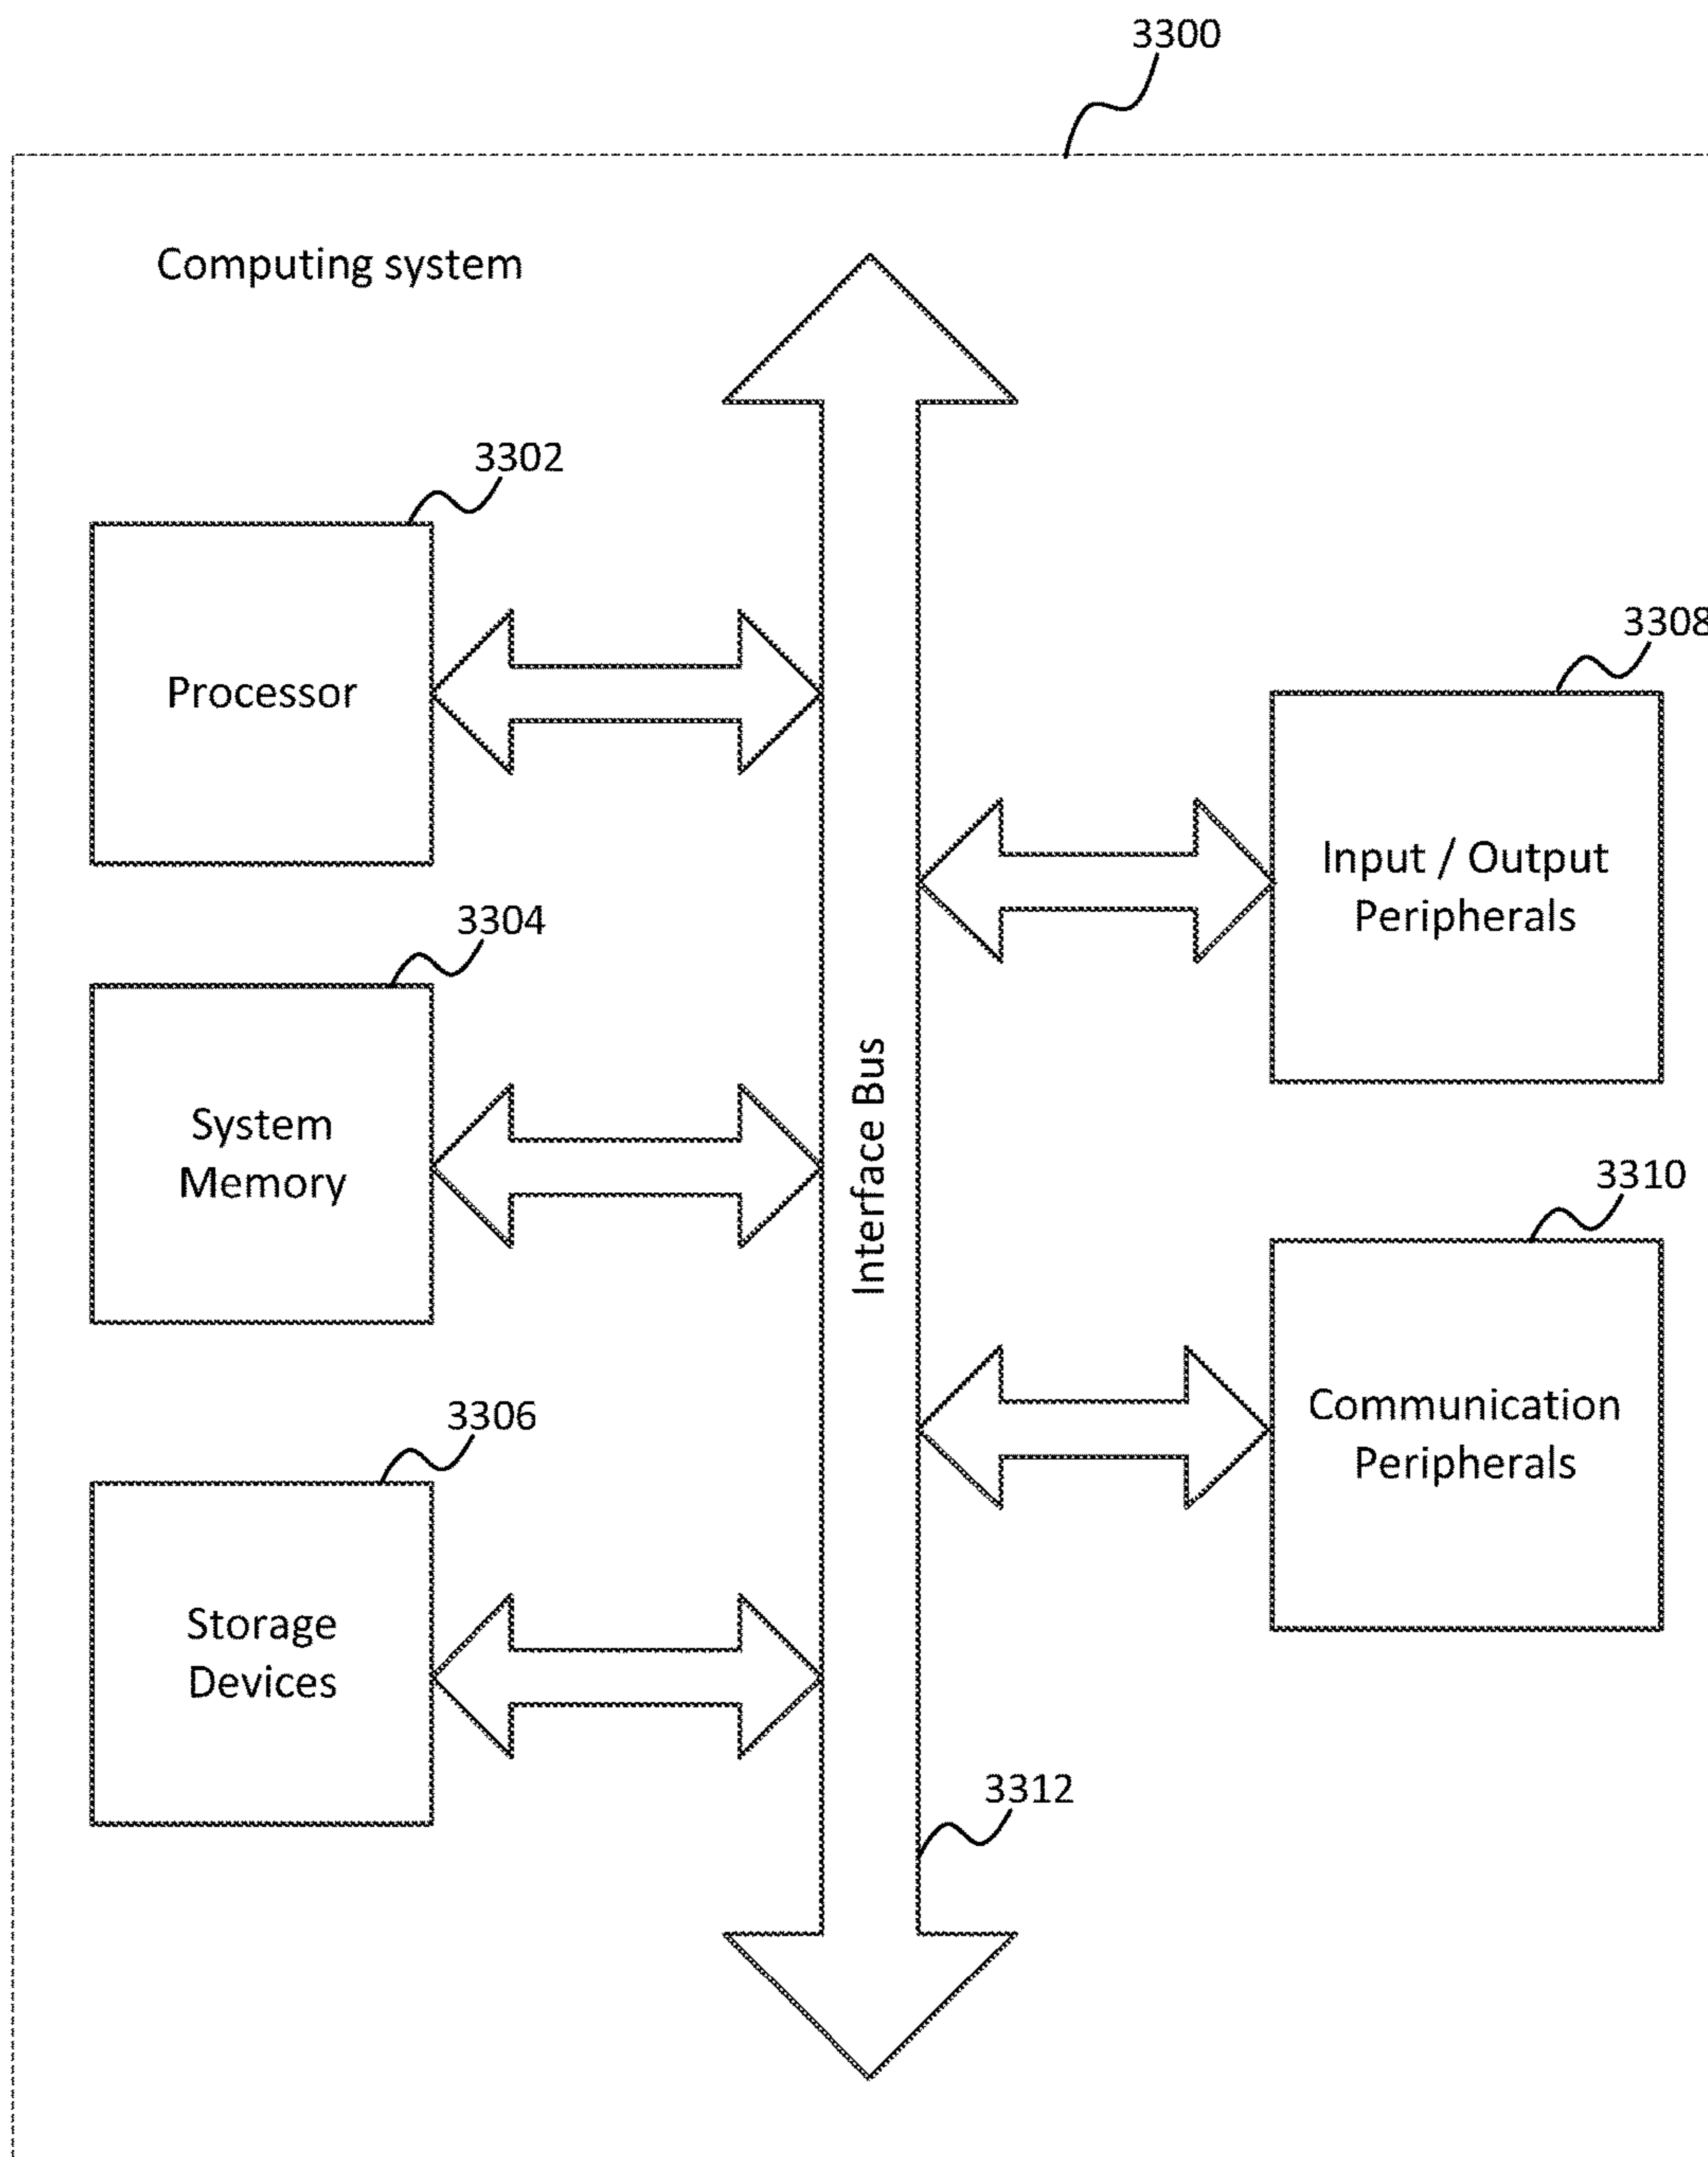 3300
Computing system
3302
Processor
3304
System
Memory
3306
Storage
Devices
Interface Bus
3308
Input / Output
Peripherals
3310
Communication
Peripherals
3312